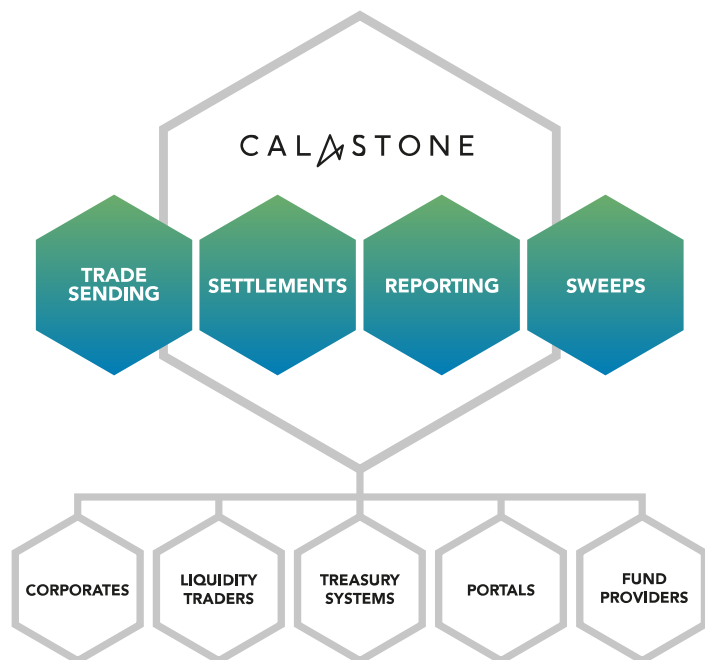 CALASTONE
TRADE
SENDING
SETTLEMENTS
REPORTING
SWEEPS
CORPORATES
LIQUIDITY
TRADERS
TREASURY
SYSTEMS
PORTALS
FUND
PROVIDERS